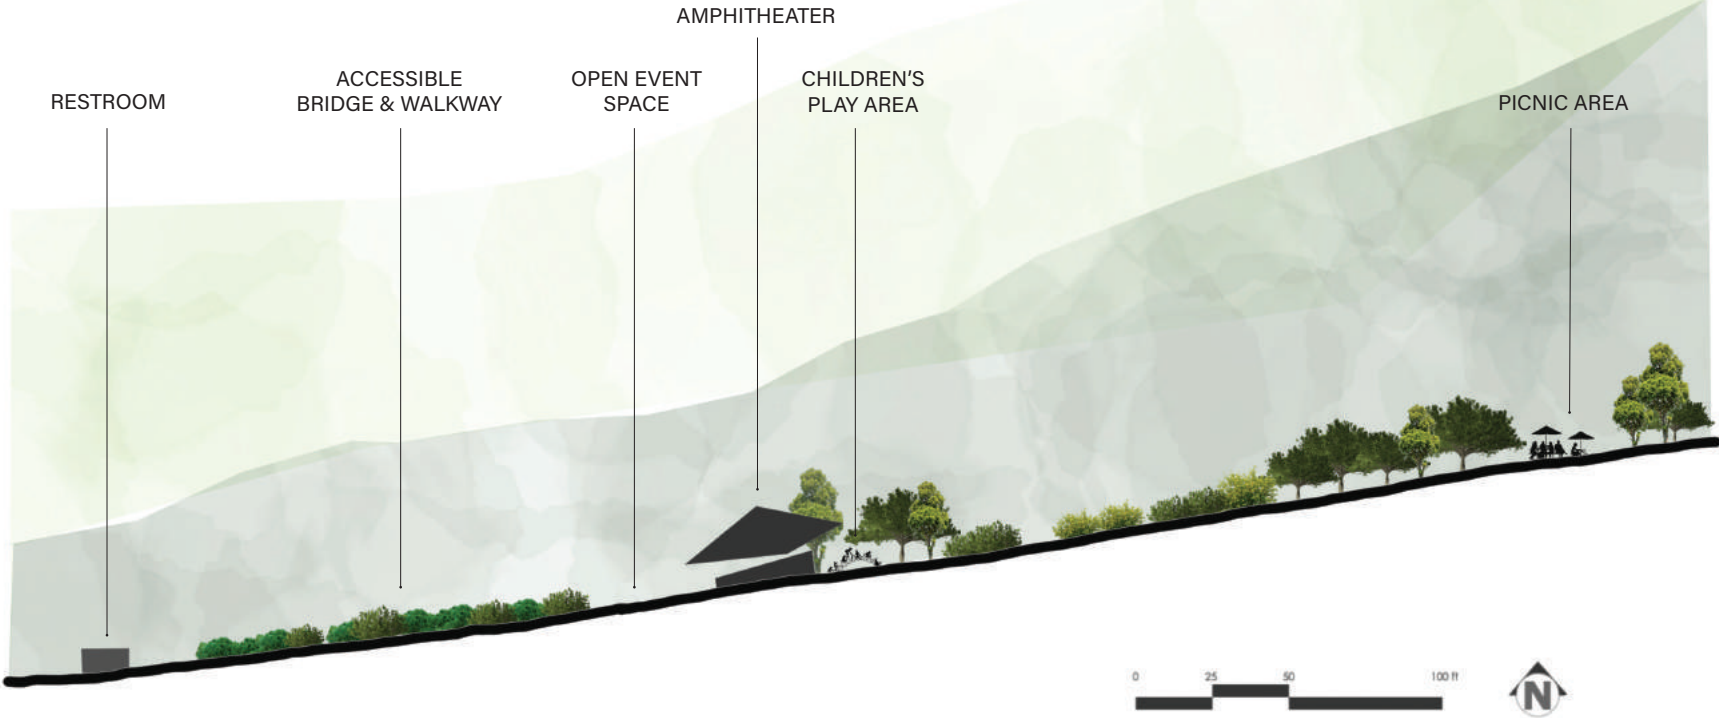 AMPHITHEATER
RESTROOM
ACCESSIBLE
BRIDGE & WALKWAY
OPEN EVENT
SPACE
CHILDREN'S
PLAY AREA
PICNIC AREA
0 25 50 100 ft
N